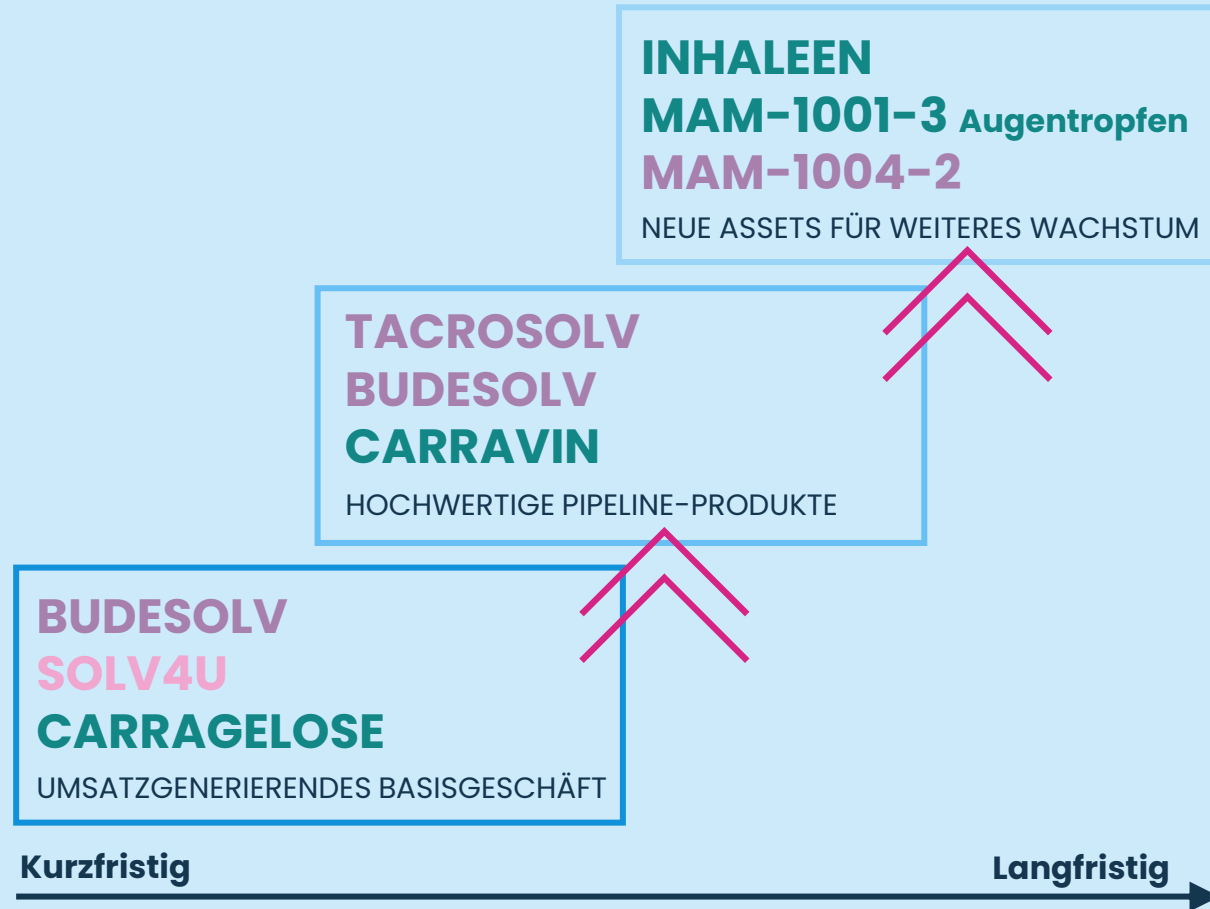 INHALEEN
MAM-1001-3 Augentropfen
MAM-1004-2
NEUE ASSETS FÜR WEITERES WACHSTUM
TACROSOLV
BUDESOLV
CARRAVIN
HOCHWERTIGE PIPELINE-PRODUKTE
BUDESOLV
SOLV4U
CARRAGELOSE
UMSATZGENERIERENDES BASISGESCHÄFT
Kurzfristig
Langfristig